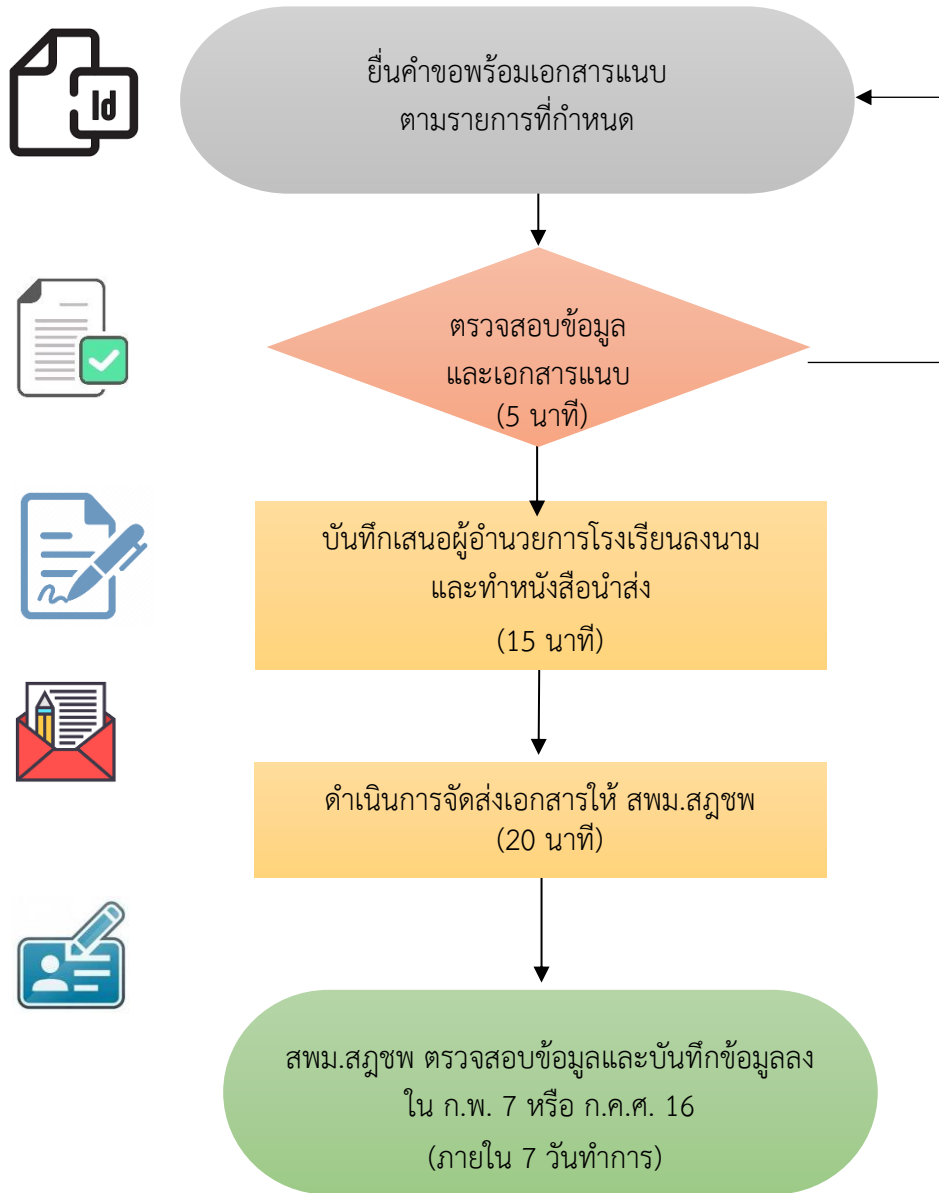 Id
ยื่นคำขอพร้อมเอกสารแนบ
ตามรายการที่กำหนด
ตรวจสอบข้อมูล
และเอกสารแนบ
(5 นาที)
บันทึกเสนอผู้อำนวยการโรงเรียนลงนาม
และทำหนังสือนำส่ง
(15 นาที)
ดำเนินการจัดส่งเอกสารให้ สพม.สฎชพ
(20 นาที)
สพม.สฎชพ ตรวจสอบข้อมูลและบันทึกข้อมูลลง
ใน ก.พ. 7 หรือ ก.ค.ศ. 16
(ภายใน 7 วันทำการ)